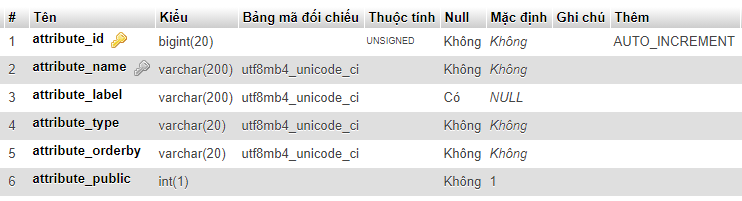 # Tên Kiểu Bảng mã đối chiếu Thuộc tính Null Mặc định Ghi chú Thêm
1 attribute_id bigint(20) UNSIGNED Không Không AUTO_INCREMENT
2 attribute_name varchar(200) utf8mb4_unicode_ci Không Không
3 attribute_label varchar(200) utf8mb4_unicode_ci Có NULL
4 attribute_type varchar(20) utf8mb4_unicode_ci Không Không
5 attribute_orderby varchar(20) utf8mb4_unicode_ci Không Không
6 attribute_public int(1) Không 1